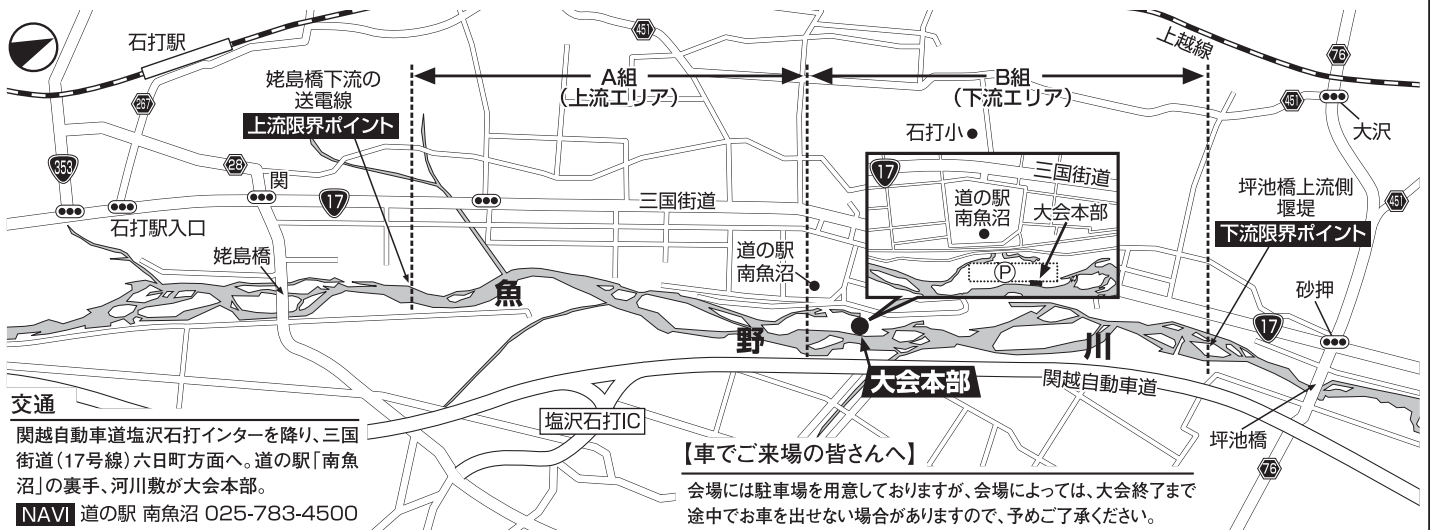 石打駅
353
267
28
関
石打駅入口
17
姥島橋
姥島橋下流の
送電線
上流限界ポイント
451
A組
(上流エリア)
B組
(下流エリア)
上越線
76
451
大沢
石打小
三国街道
道の駅
南魚沼
17
三国街道
道の駅
南魚沼
大会本部
P
坪池橋上流側
堰堤
下流限界ポイント
451
砂押
17
魚
野
川
大会本部
関越自動車道
塩沢石打IC
坪池橋
76
交通
関越自動車道塩沢石打インターを降り、三国
街道(17号線)六日町方面へ。道の駅「南魚
沼」の裏手、河川敷が大会本部。
NAVI 道の駅 南魚沼 025-783-4500
【車でご来場の皆さんへ】
会場には駐車場を用意しておりますが、会場によっては、大会終了まで
途中でお車を出せない場合がありますので、予めご了承ください。